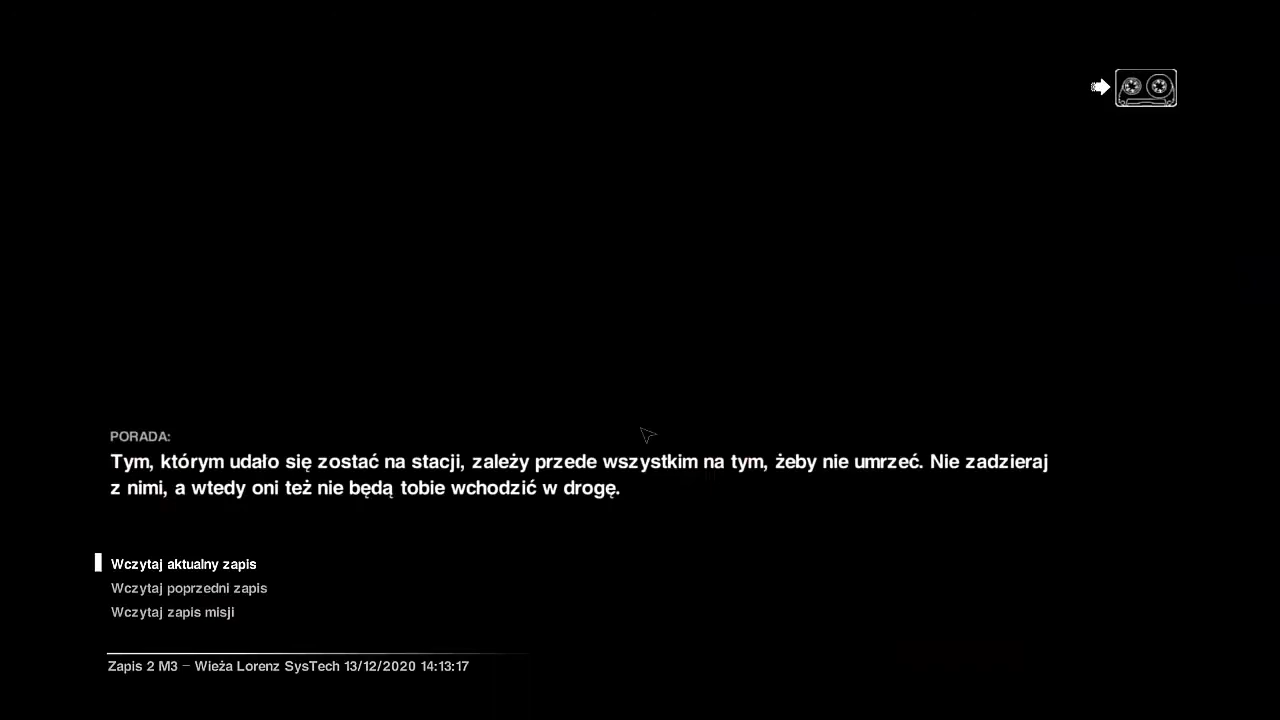 PORADA:
Tym, którym udało się zostać na stacji, zależy przede wszystkim na tym, żeby nie umrzeć. Nie zadzieraj
z nimi, a wtedy oni też nie będą tobie wchodzić w drogę.
Wczytaj aktualny zapis
Wczytaj poprzedni zapis
Wczytaj zapis misji
Zapis 2 M3 – Wieża Lorenz SysTech 13/12/2020 14:13:17